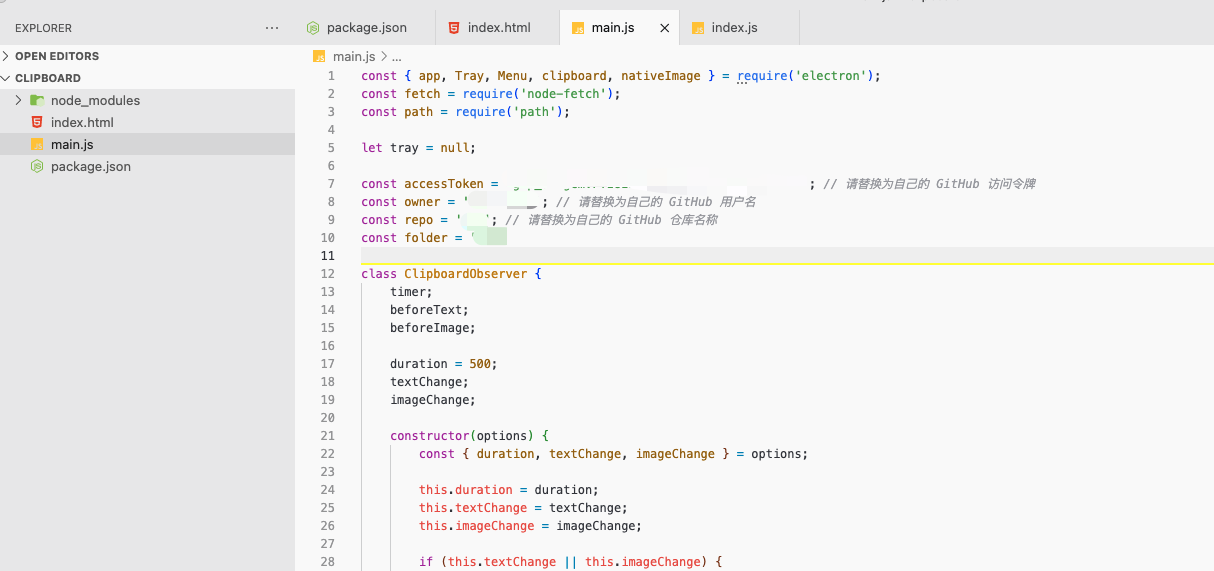 EXPLORER
...
package.json
index.html
main.js
index.js
OPEN EDITORS
CLIPBOARD
node_modules
index.html
main.js
package.json
main.js > ...
1 const { app, Tray, Menu, clipboard, nativeImage } = require('electron');
2 const fetch = require('node-fetch');
3 const path = require('path');
4
5 let tray = null;
6
7 const accessToken = ; // 请替换为自己的 GitHub 访问令牌
8 const owner = ' ; // 请替换为自己的 GitHub 用户名
9 const repo = ' '; // 请替换为自己的 GitHub 仓库名称
10 const folder = '
11
12 class ClipboardObserver {
13 timer;
14 beforeText;
15 beforeImage;
16
17 duration = 500;
18 textChange;
19 imageChange;
20
21 constructor(options) {
22 const { duration, textChange, imageChange } = options;
23
24 this.duration = duration;
25 this.textChange = textChange;
26 this.imageChange = imageChange;
27
28 if (this.textChange || this.imageChange) {